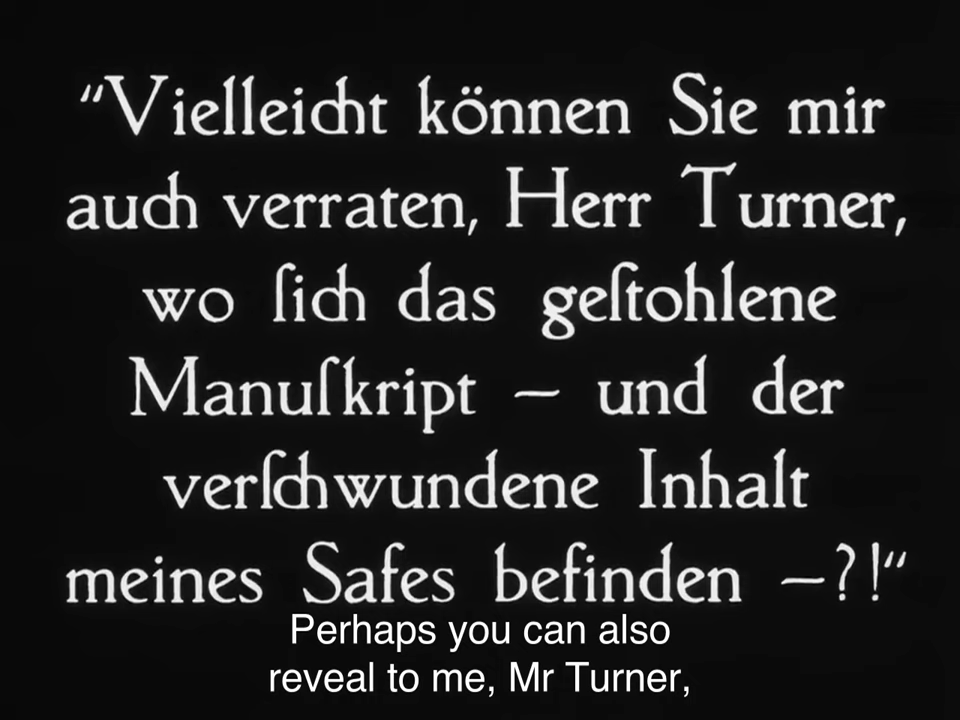 “Vielleicht können Sie mir
auch verraten, Herr Turner,
wo ſich das geſtohlene
Manuſkript – und der
verſchwundene Inhalt
meines Safes befinden –?!“
Perhaps you can also
reveal to me, Mr Turner,